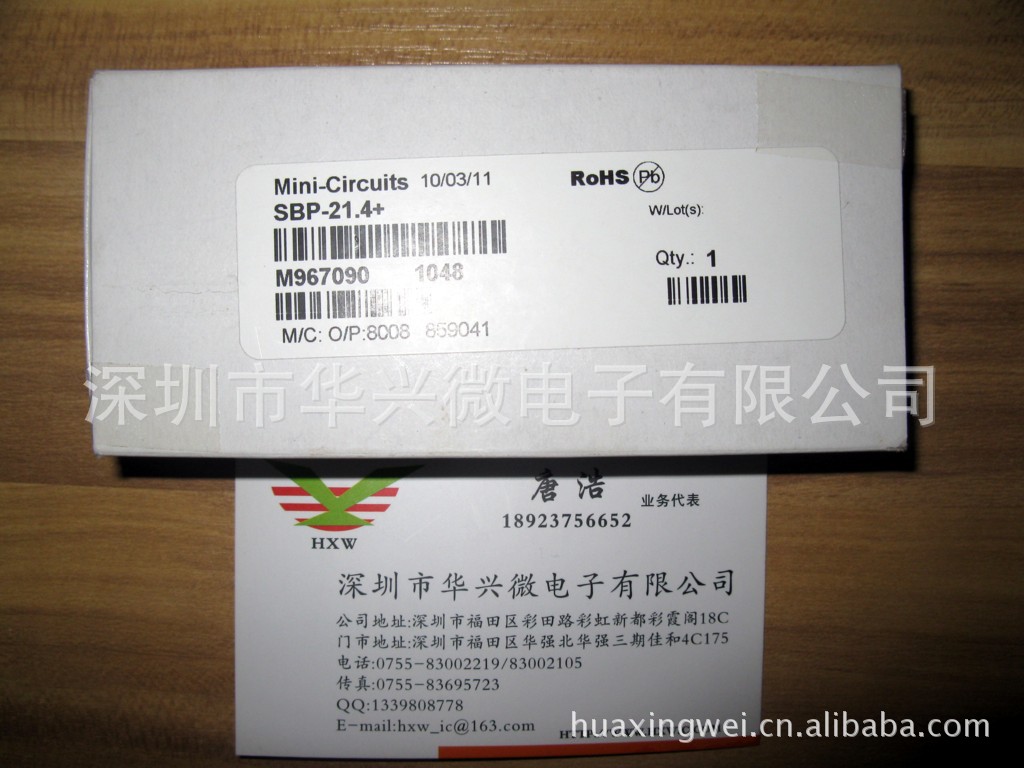 Mini-Circuits 10/03/11
SBP-21.4+
RoHS Pb
W/Lot(s):
M967090 1048
Qty.: 1
M/C: O/P:8008 859041
深圳市华兴微电子有限公司
HXW
唐浩 业务代表
18923756652
深圳市华兴微电子有限公司
公司地址:深圳市福田区彩田路彩虹新都彩霞阁18C
门市地址:深圳市福田区华强北华强三期佳和4C175
电话:0755-83002219/83002105
传真:0755-83695723
QQ:1339808778
E-mail:hxw_ic@163.com
huaxingwei.cn.alibaba.com